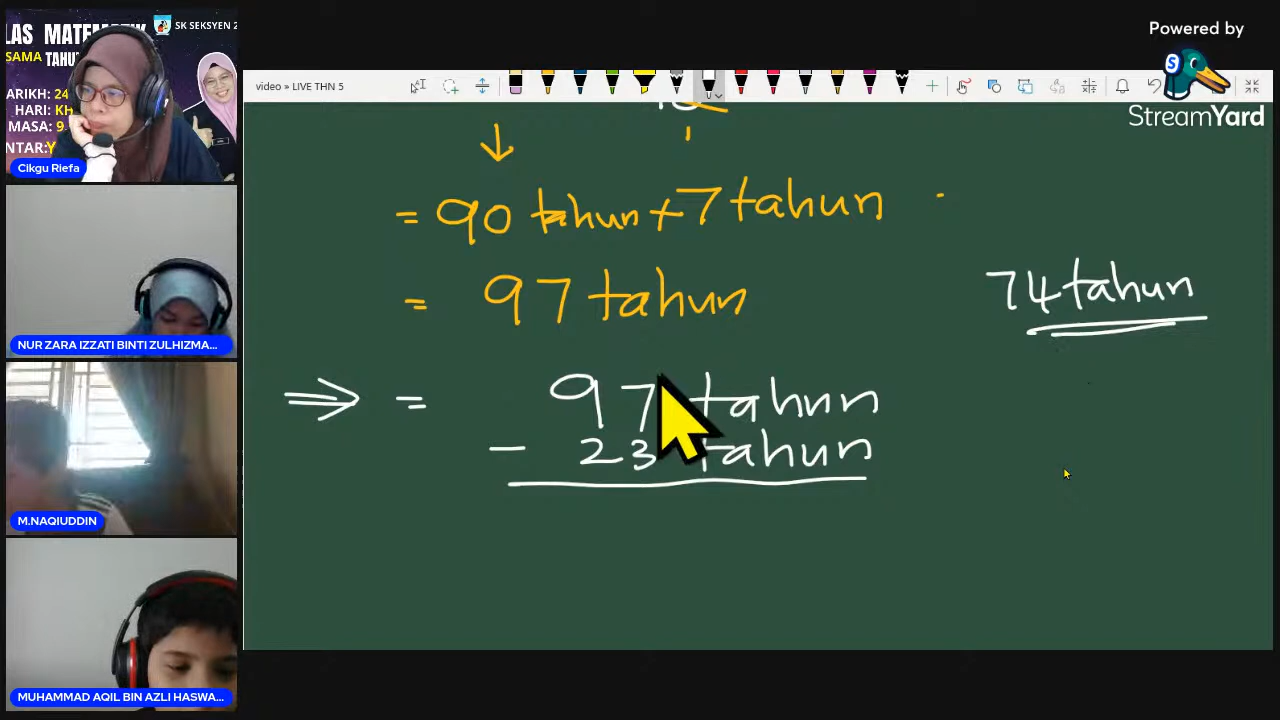 LAS MATEMATIK
SK SEKSYEN 2
SAMA TAHU
ARIKH: 24
HARI: KH
MASA: 9
NTAR:Y
Cikgu Riefa
NUR ZARA IZZATI BINTI ZULHIZMA...
M.NAQIUDDIN
MUHAMMAD AQIL BIN AZLI HASWA...
Powered by
StreamYard
video » LIVE THN 5
= 90 tahun + 7 tahun
= 97 tahun
74 tahun
⇒ = 97 tahun
- 23 tahun